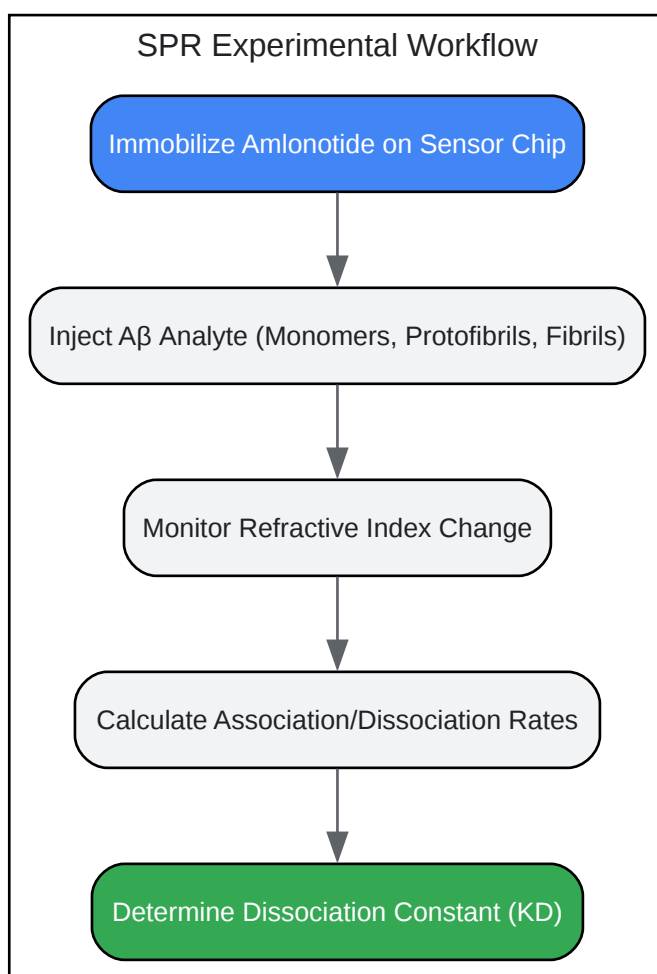 SPR Experimental Workflow
Immobilize Amlonotide on Sensor Chip
Inject Aβ Analyte (Monomers, Protofibrils, Fibrils)
Monitor Refractive Index Change
Calculate Association/Dissociation Rates
Determine Dissociation Constant (KD)